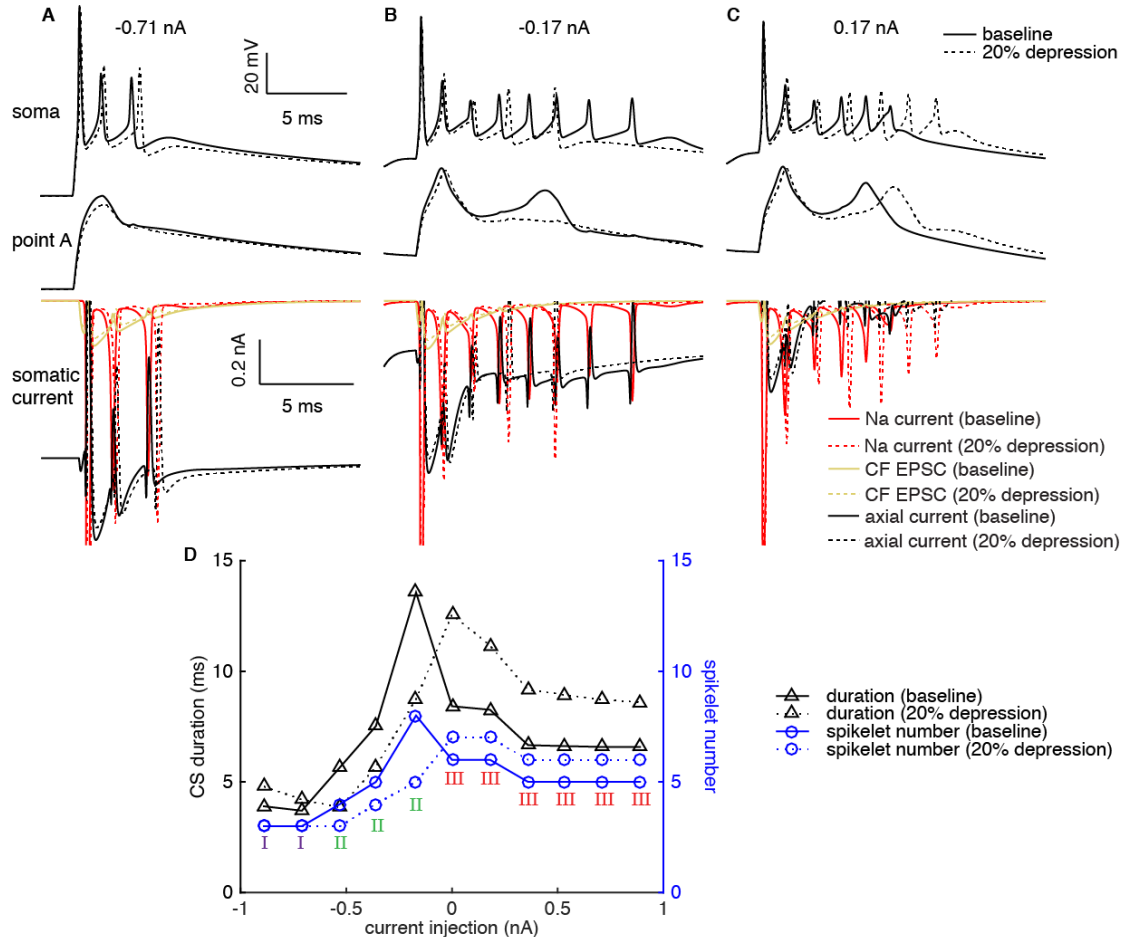 A
B
C
-0.71 nA
-0.17 nA
0.17 nA
baseline
20% depression
20 mV
5 ms
soma
point A
somatic
current
0.2 nA
5 ms
Na current (baseline)
Na current (20% depression)
CF EPSC (baseline)
CF EPSC (20% depression)
axial current (baseline)
axial current (20% depression)
D
15
10
5
0
CS duration (ms)
15
10
5
0
spikelet number
I I II II II III III III III III III
-1 -0.5 0 0.5 1
current injection (nA)
duration (baseline)
duration (20% depression)
spikelet number (baseline)
spikelet number (20% depression)